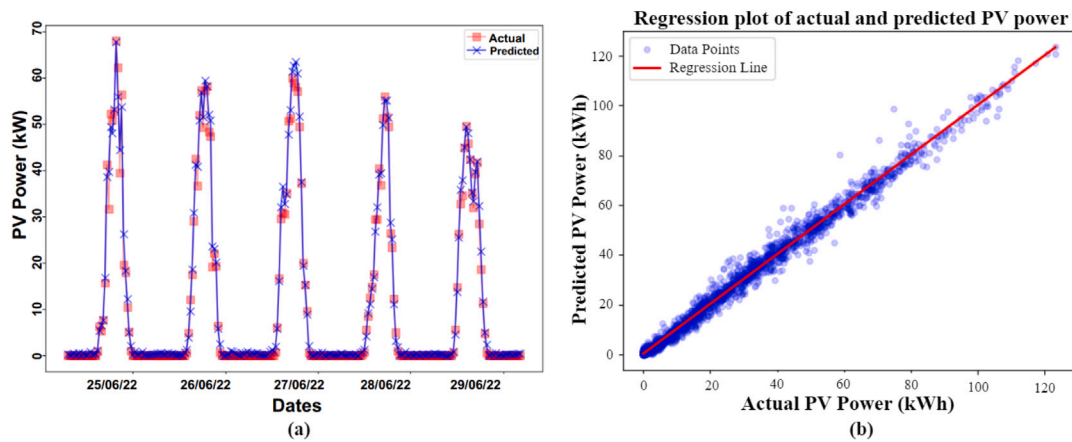 70
60
50
40
30
20
10
0
PV Power (kW)
Actual
Predicted
25/06/22
26/06/22
27/06/22
28/06/22
29/06/22
Dates
(a)
Regression plot of actual and predicted PV power
Data Points
Regression Line
120
100
80
60
40
20
0
Predicted PV Power (kWh)
0
20
40
60
80
100
120
Actual PV Power (kWh)
(b)